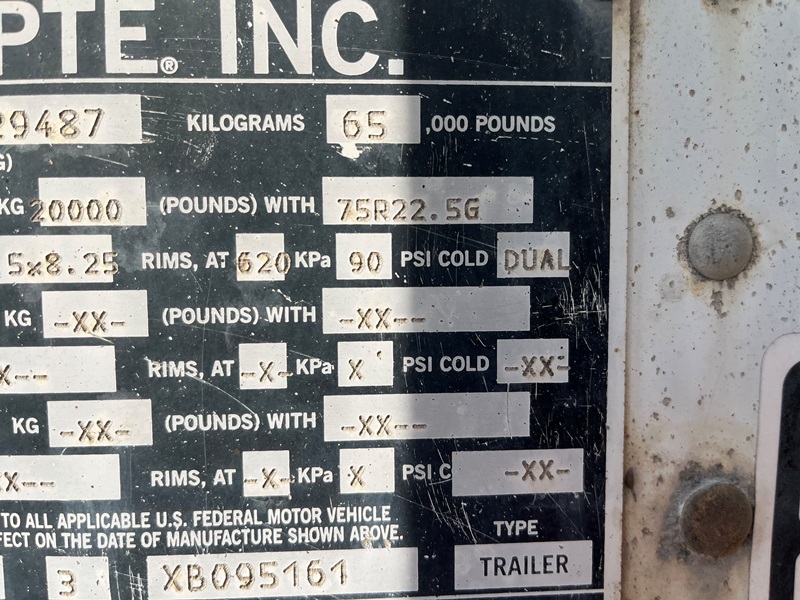 PTE® INC.
29487 KILOGRAMS 65 ,000 POUNDS
G)
KG 20000 (POUNDS) WITH 75R22.5G
5x8.25 RIMS, AT 620 KPa 90 PSI COLD DUAL
KG -XX- (POUNDS) WITH -XX--
X-- RIMS, AT -X- KPa X PSI COLD -XX-
KG -XX- (POUNDS) WITH -XX--
XX-- RIMS, AT -X- KPa X PSI C -XX-
TO ALL APPLICABLE U.S. FEDERAL MOTOR VEHICLE
FECT ON THE DATE OF MANUFACTURE SHOWN ABOVE.
TYPE
3 XB095161 TRAILER